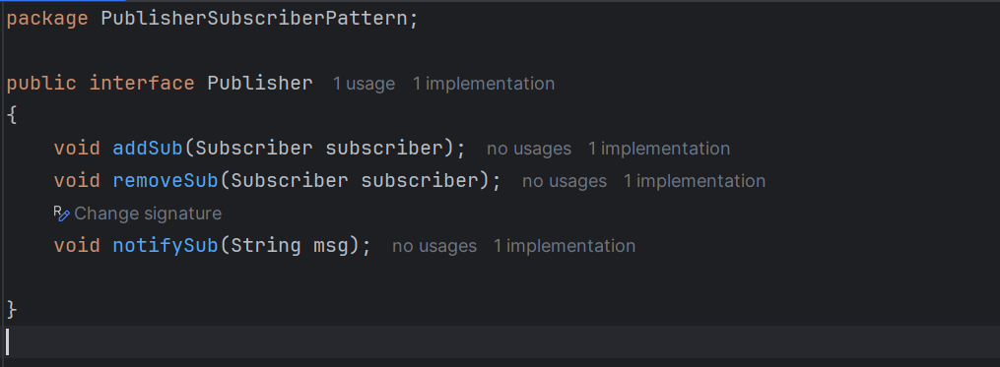 package PublisherSubscriberPattern;
public interface Publisher 1 usage 1 implementation
{
void addSub(Subscriber subscriber); no usages 1 implementation
void removeSub(Subscriber subscriber); no usages 1 implementation
R Change signature
void notifySub(String msg); no usages 1 implementation
}